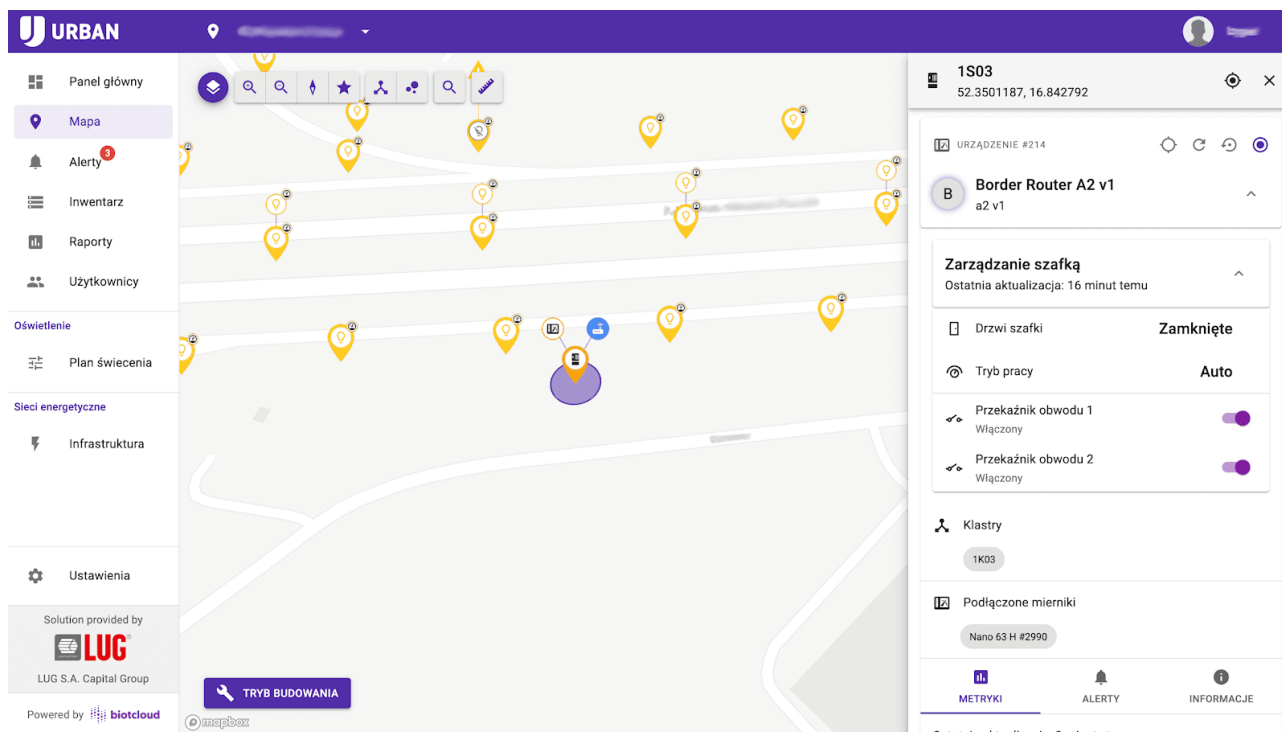 URBAN
Panel główny
Mapa
Alerty
3
Inwentarz
Raporty
Użytkownicy
Oświetlenie
Plan świecenia
Sieci energetyczne
Infrastruktura
Ustawienia
Solution provided by
LUG
LUG S.A. Capital Group
Powered by biotcloud
TRYB BUDOWANIA
mapbox
1S03
52.3501187, 16.842792
URZĄDZENIE #214
B
Border Router A2 v1
a2 v1
Zarządzanie szafką
Ostatnia aktualizacja: 16 minut temu
Drzwi szafki Zamknięte
Tryb pracy Auto
Przekaźnik obwodu 1
Włączony
Przekaźnik obwodu 2
Włączony
Klastry
1K03
Podłączone mierniki
Nano 63 H #2990
METRYKI ALERTY INFORMACJE